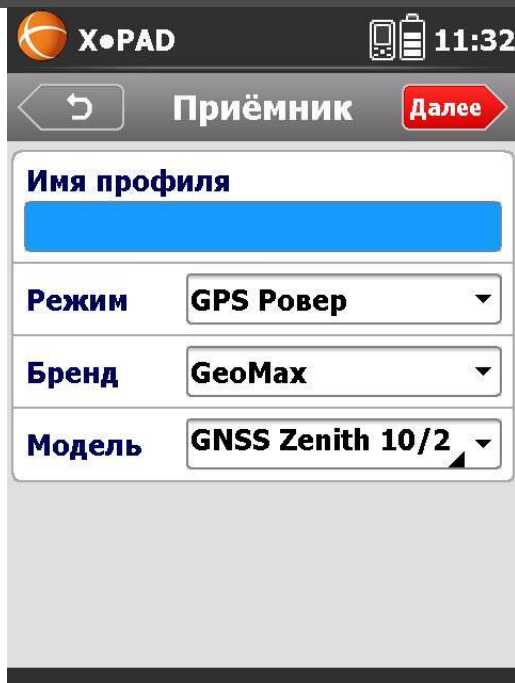 X•PAD 11:32
Приёмник Далее
Имя профиля
Режим GPS Ровер
Бренд GeoMax
Модель GNSS Zenith 10/2